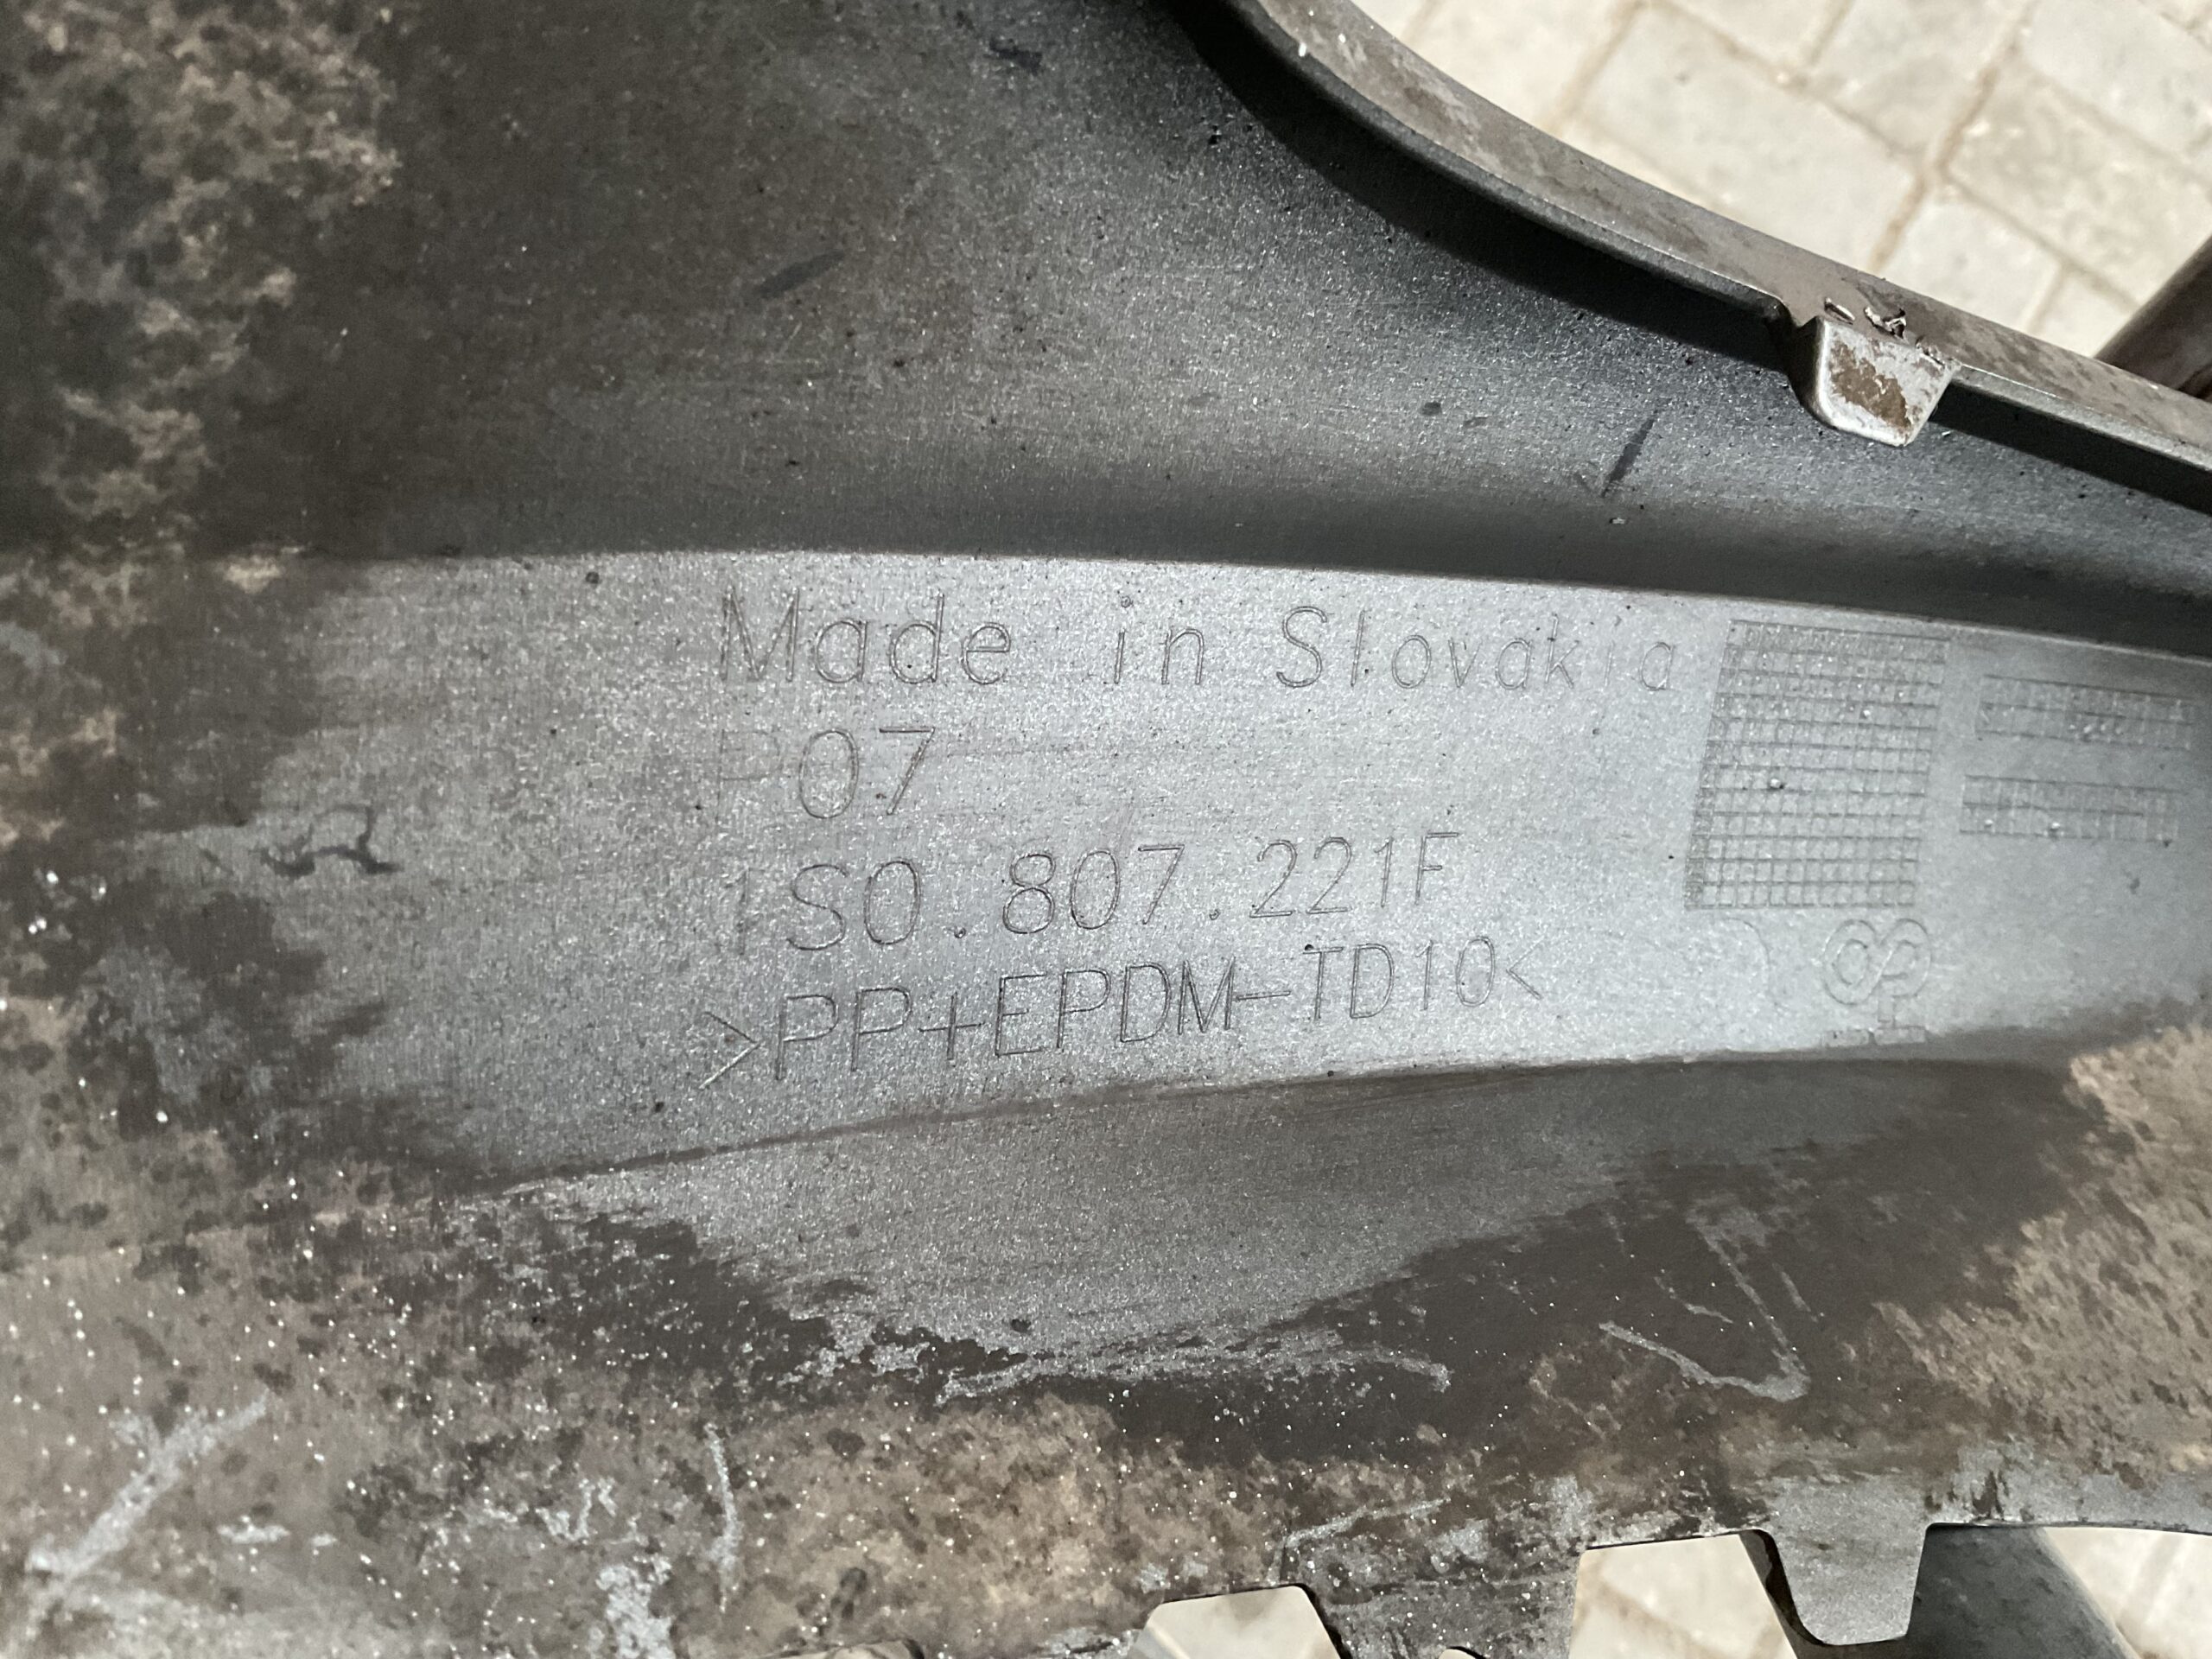 Made in Slovakia
P07
1S0.807.221F
>PP+EPDM-TD10<